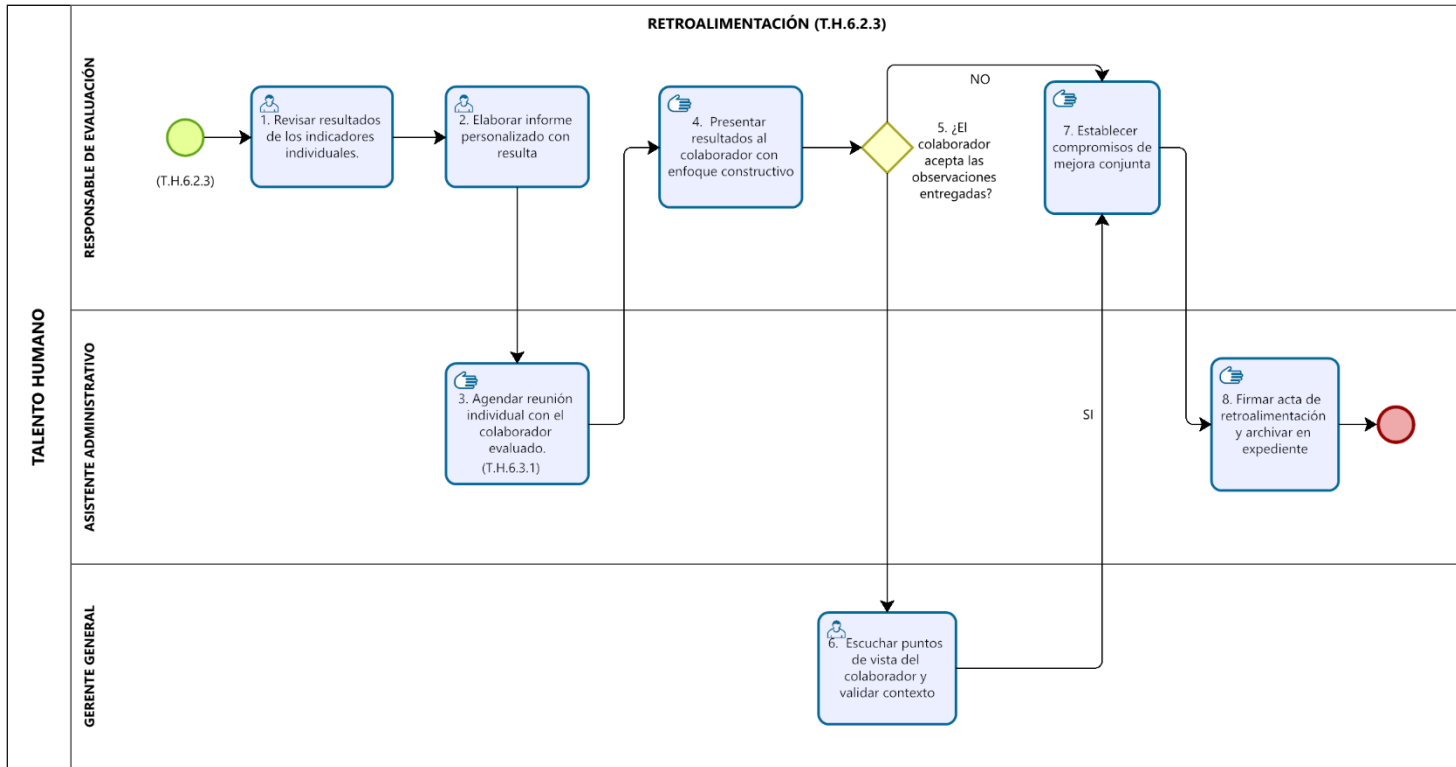 RETROALIMENTACIÓN (T.H.6.2.3)
TALENTO HUMANO
RESPONSABLE DE EVALUACIÓN
(T.H.6.2.3)
1. Revisar resultados
de los indicadores
individuales.
2. Elaborar informe
personalizado con
resulta
4. Presentar
resultados al
colaborador con
enfoque constructivo
5. ¿El
colaborador
acepta las
observaciones
entregadas?
NO
7. Establecer
compromisos de
mejora conjunta
ASISTENTE ADMINISTRATIVO
3. Agendar reunión
individual con el
colaborador
evaluado.
(T.H.6.3.1)
SI
8. Firmar acta de
retroalimentación
y archivar en
expediente
GERENTE GENERAL
6. Escuchar puntos
de vista del
colaborador y
validar contexto